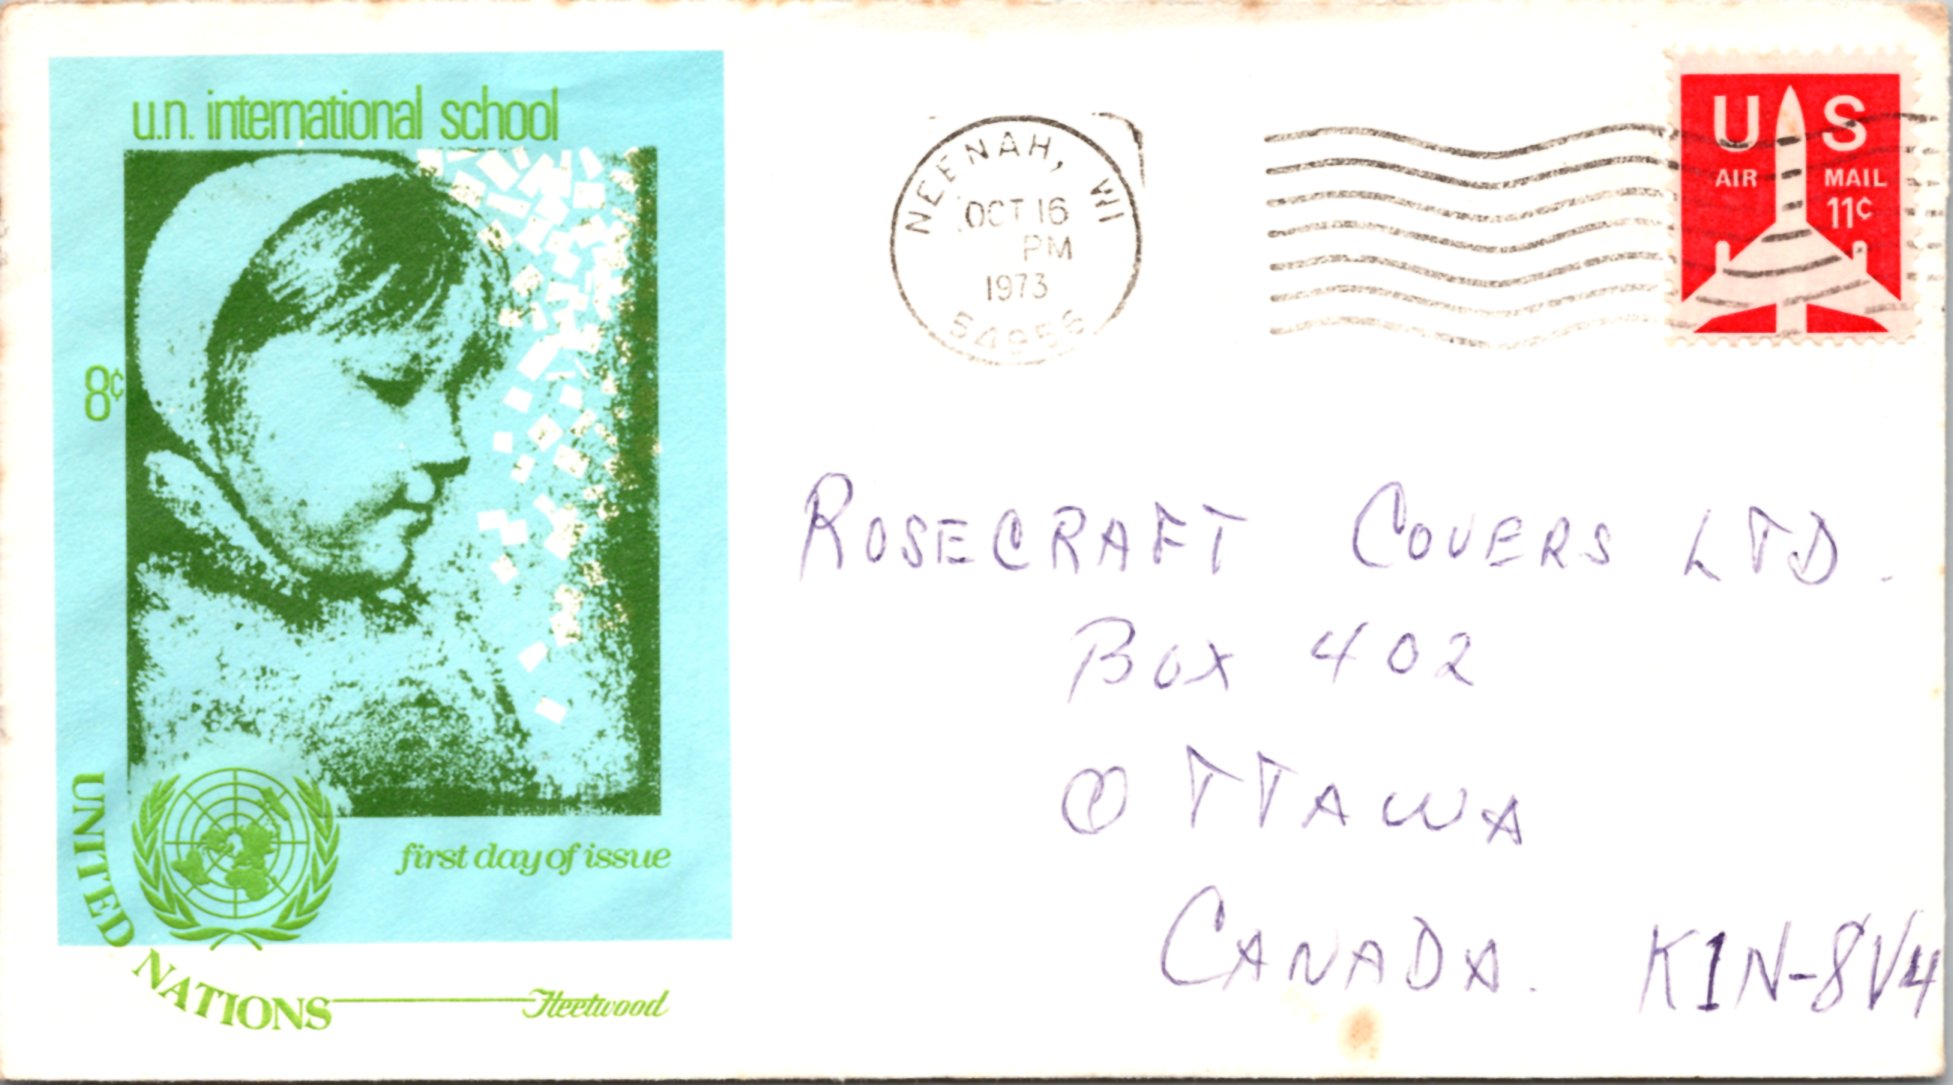 u.n. international school
8¢
UNITED NATIONS
first day of issue
Fleetwood
NEENAH, WI
OCT 16
PM
1973
54956
U S
AIR MAIL
11¢
ROSECRAFT COVERS LTD.
BOX 402
OTTAWA
CANADA. K1N-8V4